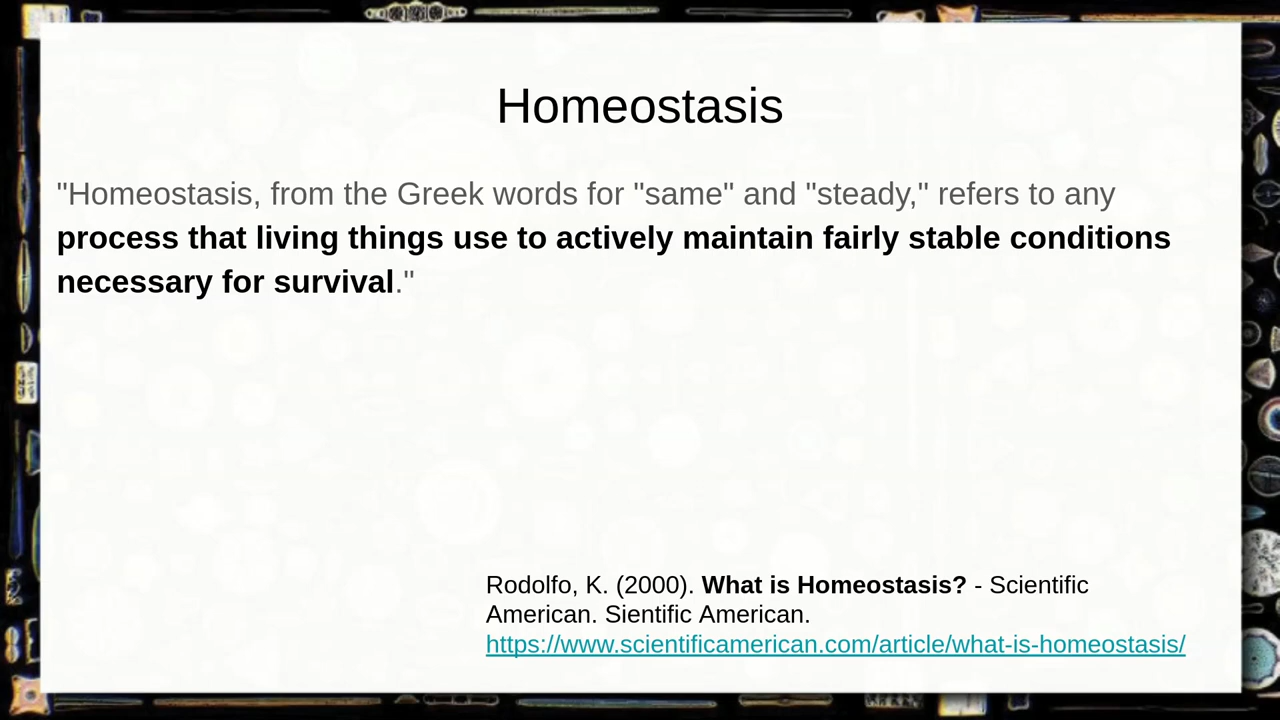 Homeostasis
"Homeostasis, from the Greek words for "same" and "steady," refers to any
process that living things use to actively maintain fairly stable conditions
necessary for survival."
Rodolfo, K. (2000). What is Homeostasis? - Scientific
American. Sientific American.
https://www.scientificamerican.com/article/what-is-homeostasis/